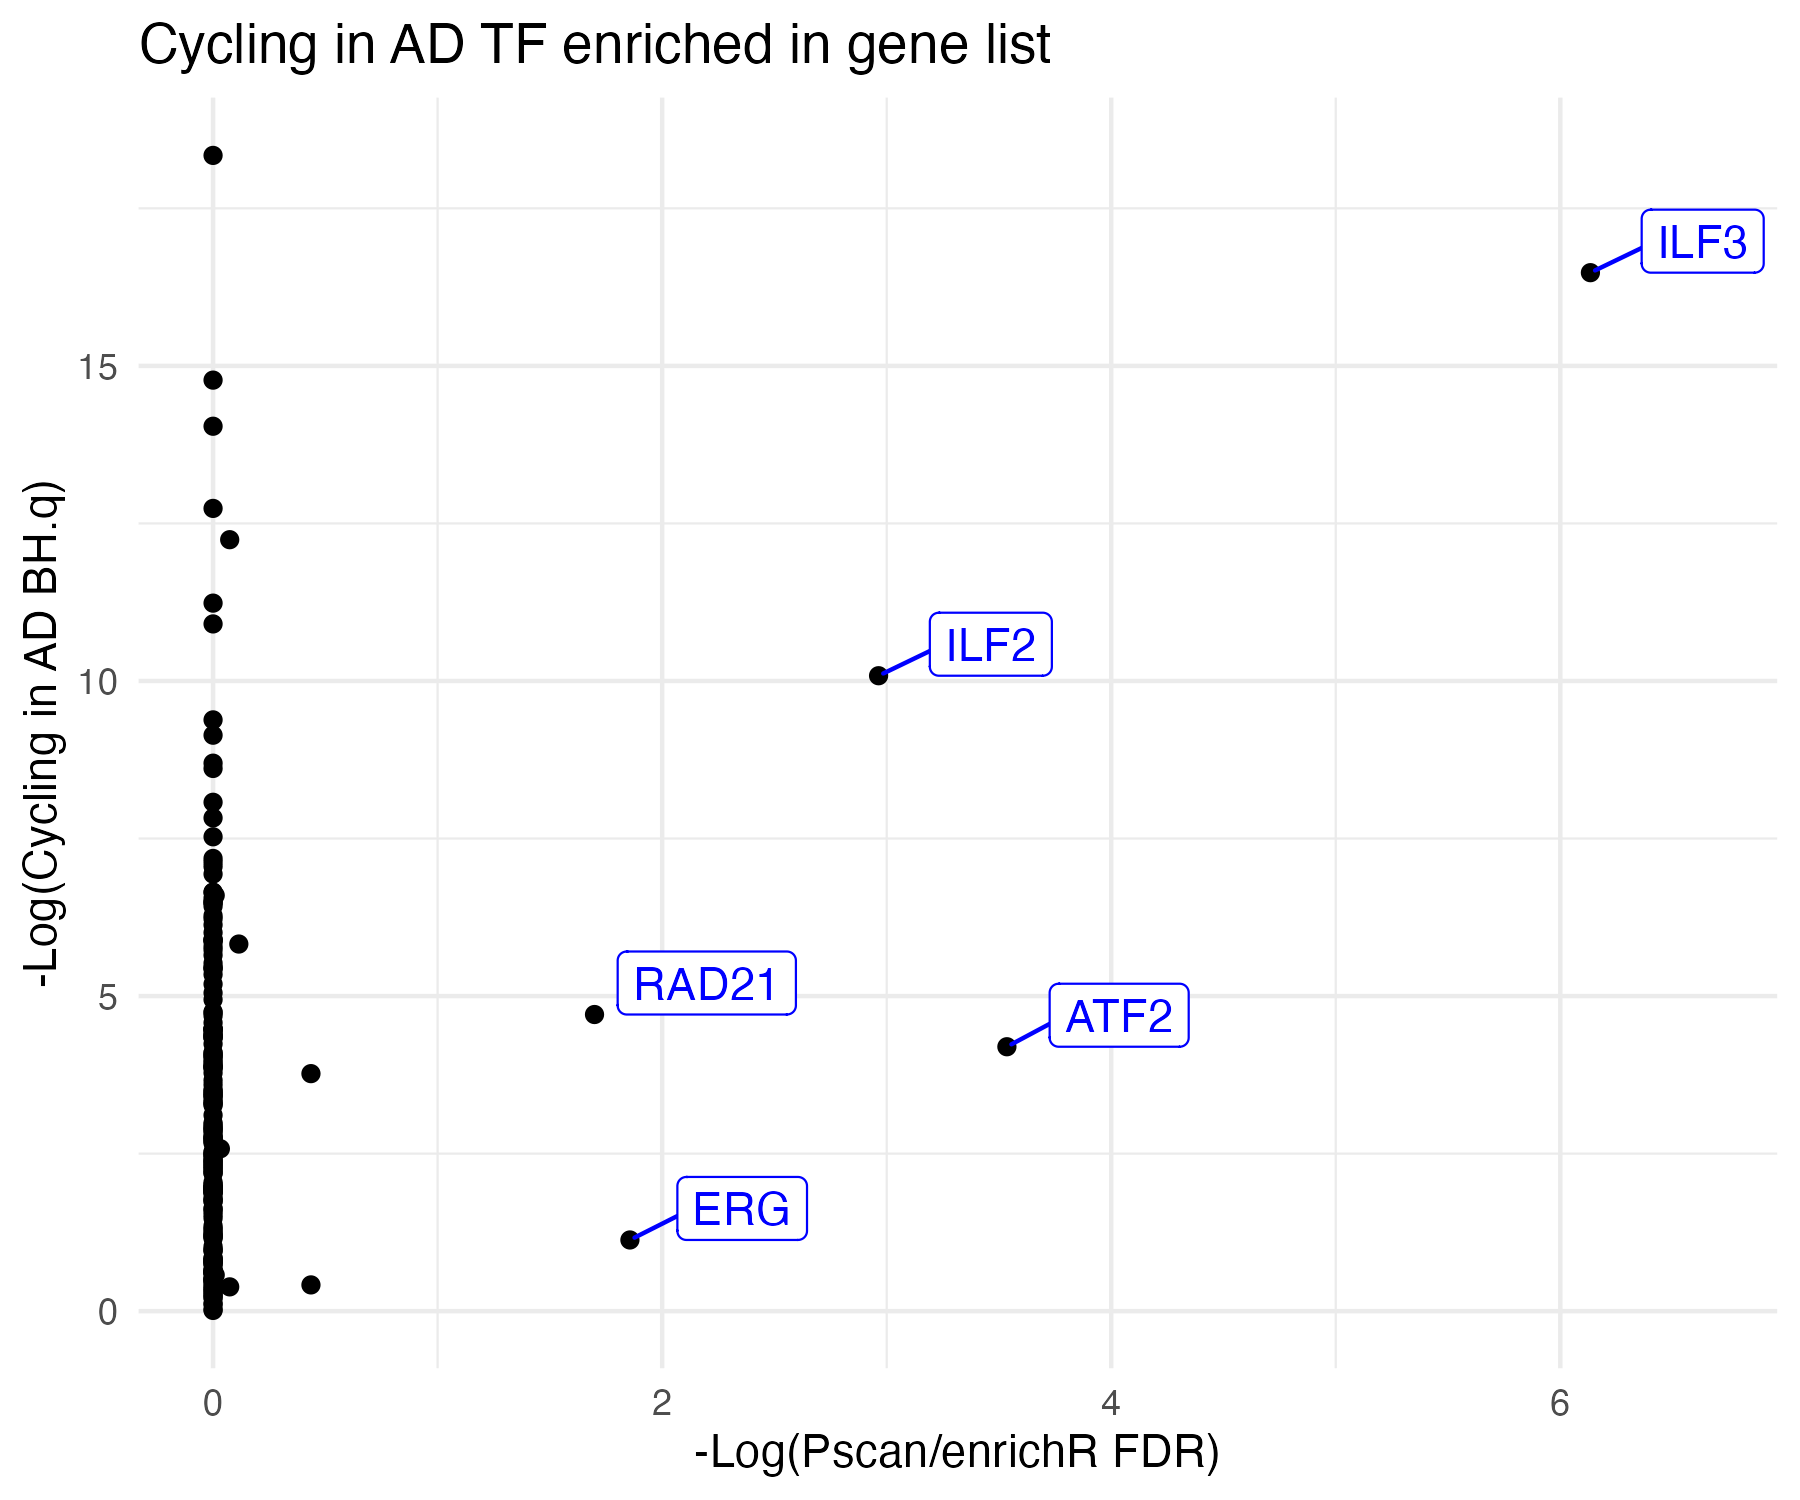 Cycling in AD TF enriched in gene list
-Log(Cycling in AD BH.q)
15
10
5
0
ILF3
ILF2
RAD21
ATF2
ERG
0 2 4 6
-Log(Pscan/enrichR FDR)